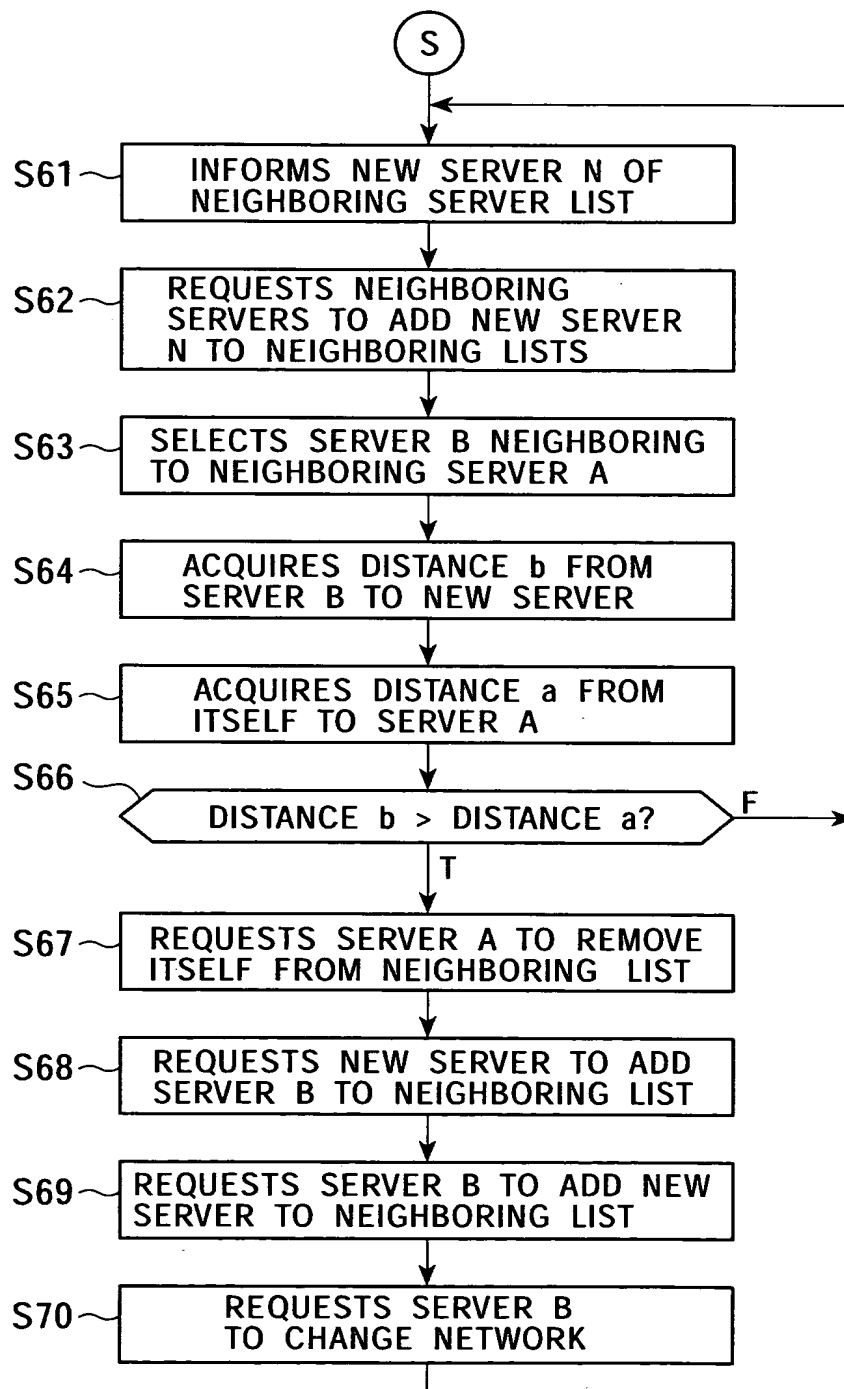 S
S61
INFORMS NEW SERVER N OF
NEIGHBORING SERVER LIST
S62
REQUESTS NEIGHBORING
SERVERS TO ADD NEW SERVER
N TO NEIGHBORING LISTS
S63
SELECTS SERVER B NEIGHBORING
TO NEIGHBORING SERVER A
S64
ACQUIRES DISTANCE b FROM
SERVER B TO NEW SERVER
S65
ACQUIRES DISTANCE a FROM
ITSELF TO SERVER A
S66
DISTANCE b > DISTANCE a?
F
T
S67
REQUESTS SERVER A TO REMOVE
ITSELF FROM NEIGHBORING LIST
S68
REQUESTS NEW SERVER TO ADD
SERVER B TO NEIGHBORING LIST
S69
REQUESTS SERVER B TO ADD NEW
SERVER TO NEIGHBORING LIST
S70
REQUESTS SERVER B
TO CHANGE NETWORK